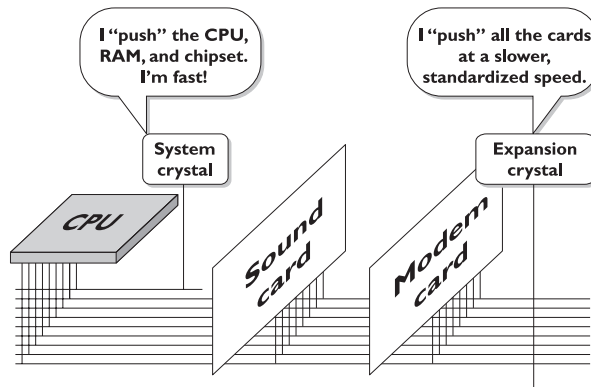 I “push” the CPU,
RAM, and chipset.
I’m fast!
I “push” all the cards
at a slower,
standardized speed.
System
crystal
Expansion
crystal
CPU
Sound
card
Modem
card